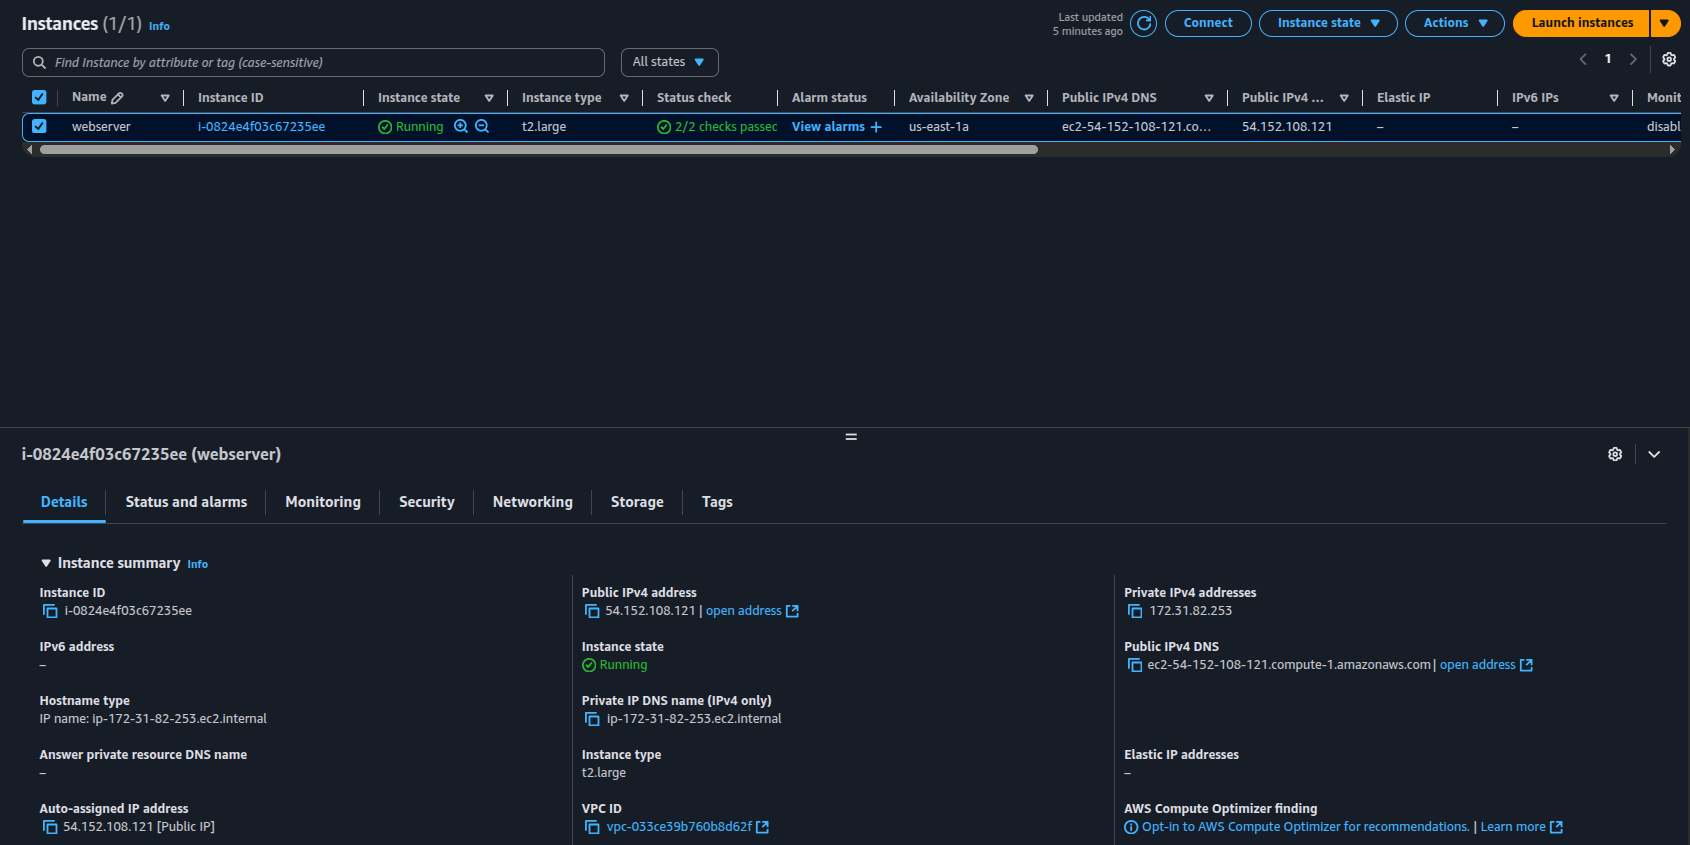 Instances (1/1) Info
Last updated
5 minutes ago
Connect
Instance state
Actions
Launch instances
Find Instance by attribute or tag (case-sensitive)
All states
1
Name Instance ID Instance state Instance type Status check Alarm status Availability Zone Public IPv4 DNS Public IPv4 ... Elastic IP IPv6 IPs Monit
webserver i-0824e4f03c67235ee Running t2.large 2/2 checks passed View alarms + us-east-1a ec2-54-152-108-121.co... 54.152.108.121 – – disabl
i-0824e4f03c67235ee (webserver)
Details Status and alarms Monitoring Security Networking Storage Tags
Instance summary Info
Instance ID
i-0824e4f03c67235ee
Public IPv4 address
54.152.108.121 | open address
Private IPv4 addresses
172.31.82.253
IPv6 address
–
Instance state
Running
Public IPv4 DNS
ec2-54-152-108-121.compute-1.amazonaws.com | open address
Hostname type
IP name: ip-172-31-82-253.ec2.internal
Private IP DNS name (IPv4 only)
ip-172-31-82-253.ec2.internal
Answer private resource DNS name
–
Instance type
t2.large
Elastic IP addresses
–
Auto-assigned IP address
54.152.108.121 [Public IP]
VPC ID
vpc-033ce39b760b8d62f
AWS Compute Optimizer finding
Opt-in to AWS Compute Optimizer for recommendations. | Learn more